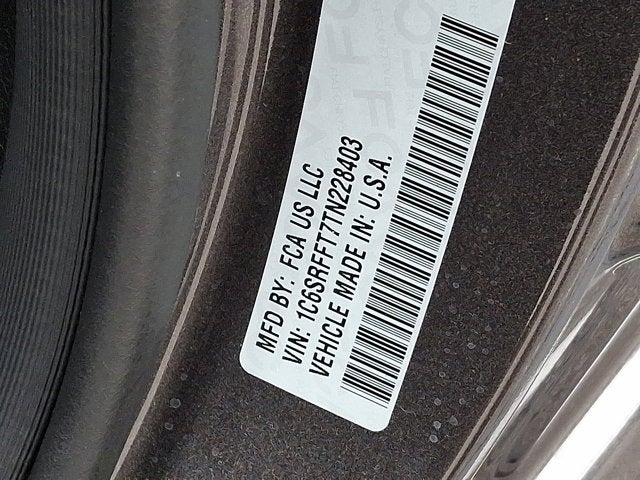 MFD BY: FCA US LLC
VIN: 1C6SRFFT7TN228403
VEHICLE MADE IN: U.S.A.